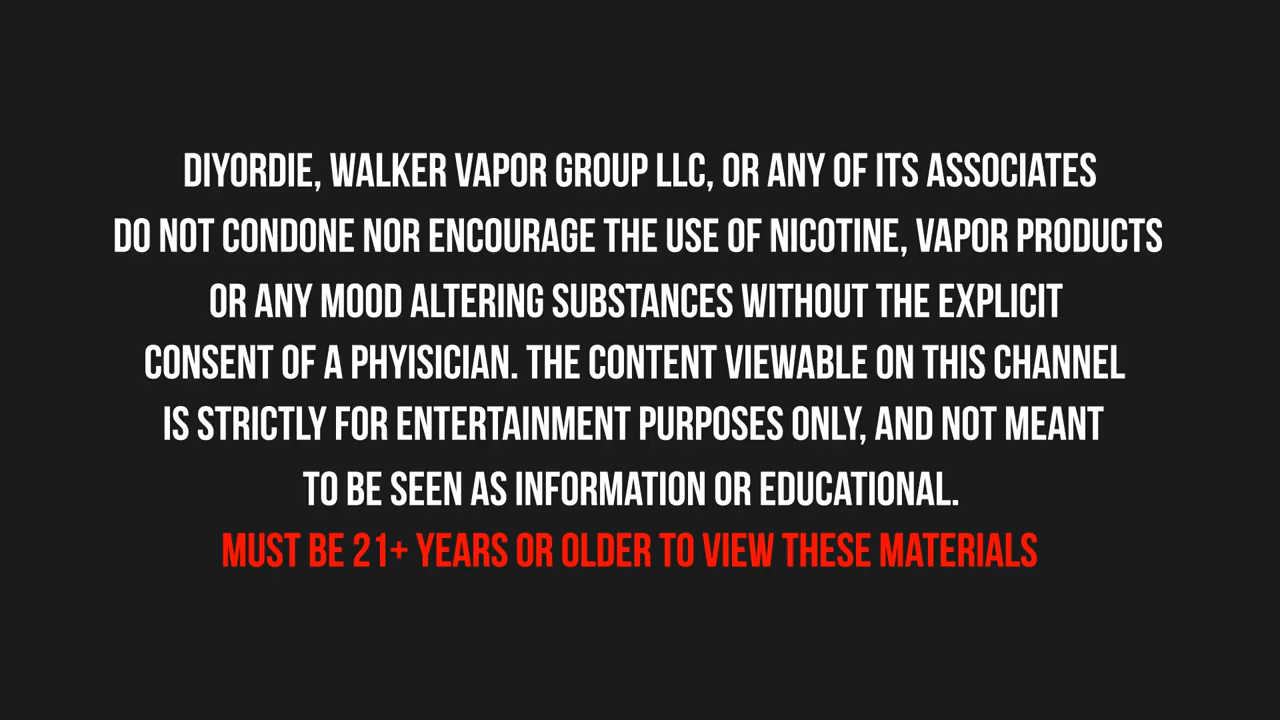 DIYORDIE, WALKER VAPOR GROUP LLC, OR ANY OF ITS ASSOCIATES
DO NOT CONDONE NOR ENCOURAGE THE USE OF NICOTINE, VAPOR PRODUCTS
OR ANY MOOD ALTERING SUBSTANCES WITHOUT THE EXPLICIT
CONSENT OF A PHYISICIAN. THE CONTENT VIEWABLE ON THIS CHANNEL
IS STRICTLY FOR ENTERTAINMENT PURPOSES ONLY, AND NOT MEANT
TO BE SEEN AS INFORMATION OR EDUCATIONAL.
MUST BE 21+ YEARS OR OLDER TO VIEW THESE MATERIALS